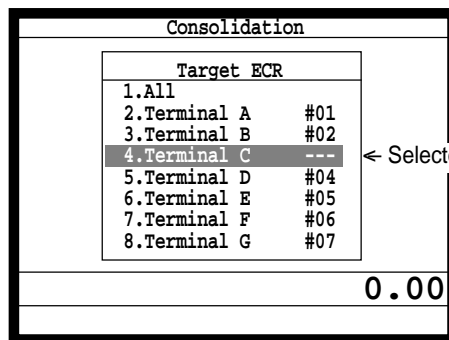 Consolidation
Target ECR
1.All
2.Terminal A #01
3.Terminal B #02
4.Terminal C --- ← Select
5.Terminal D #04
6.Terminal E #05
7.Terminal F #06
8.Terminal G #07
0.00